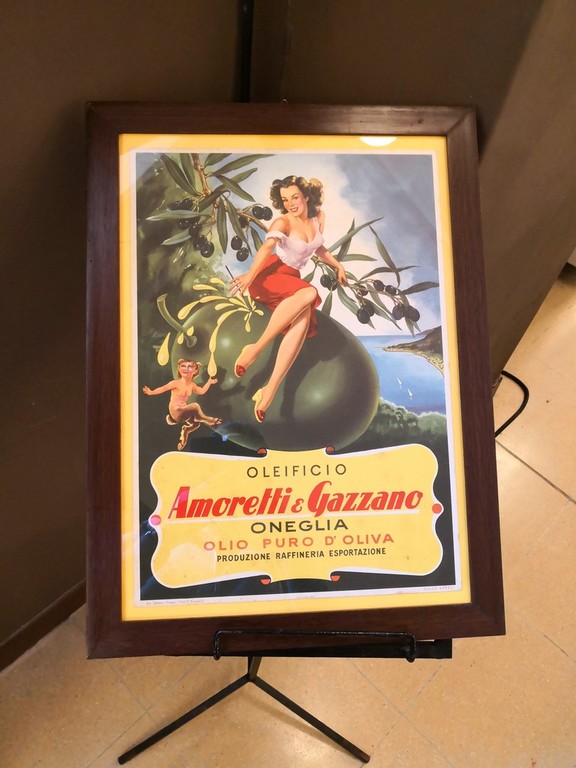 OLEIFICIO
Amoretti & Gazzano
ONEGLIA
OLIO PURO D'OLIVA
PRODUZIONE RAFFINERIA ESPORTAZIONE